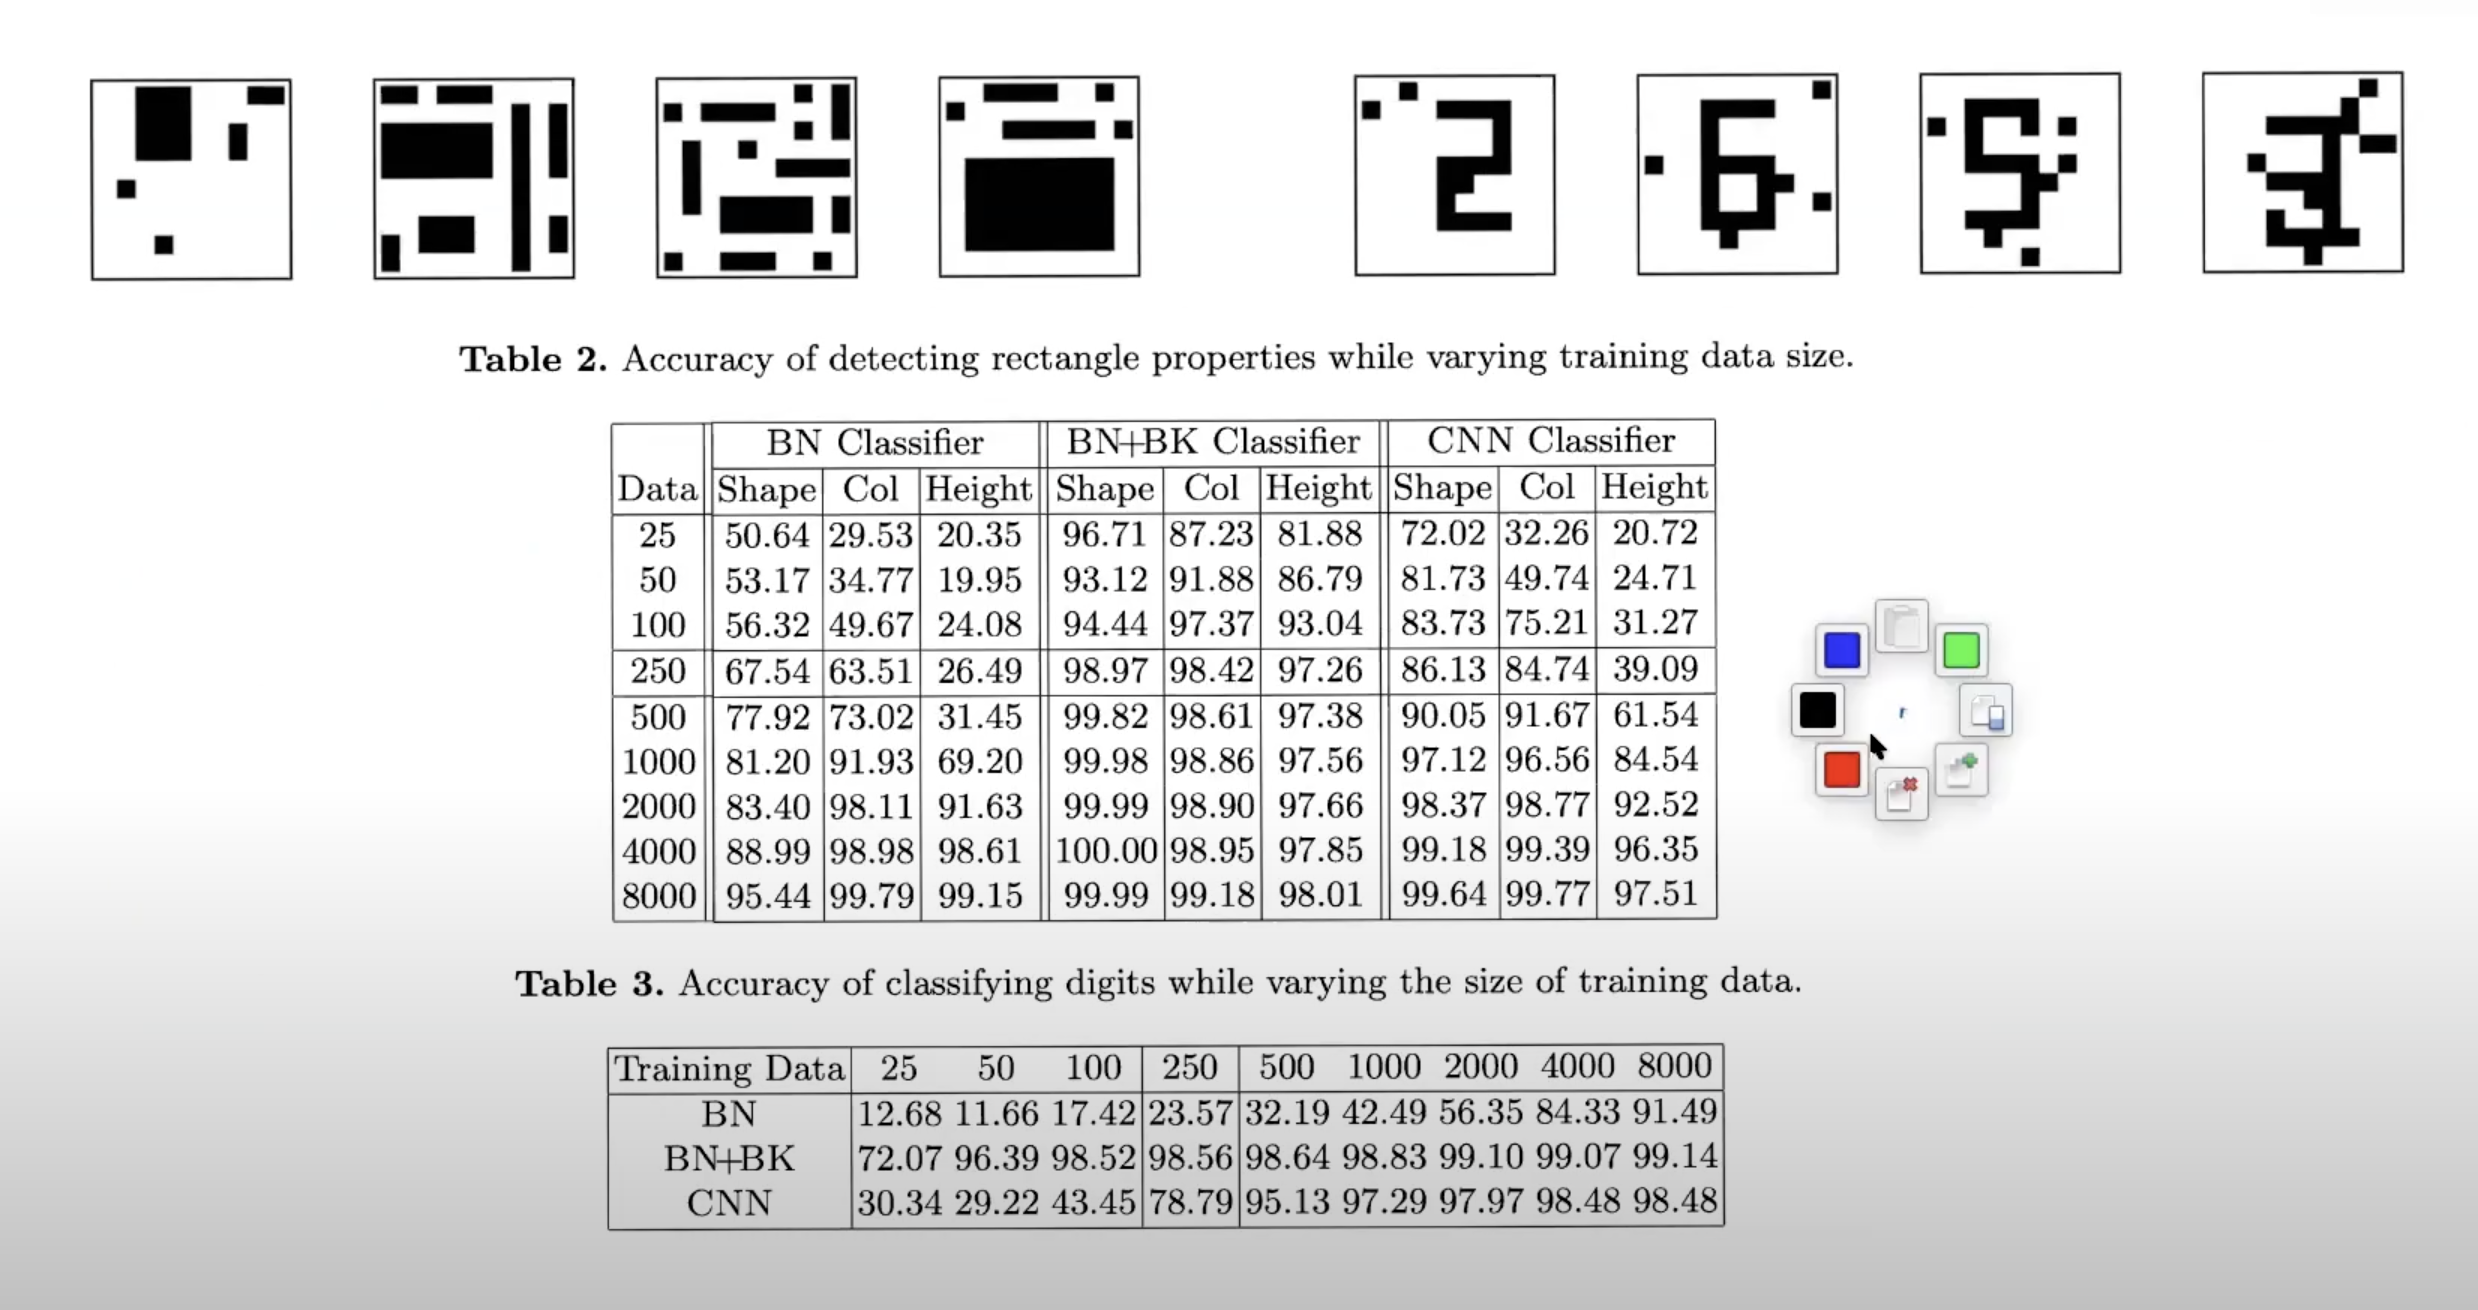 Table 2. Accuracy of detecting rectangle properties while varying training data size.
BN Classifier BN+BK Classifier CNN Classifier
Data Shape Col Height Shape Col Height Shape Col Height
25 50.64 29.53 20.35 96.71 87.23 81.88 72.02 32.26 20.72
50 53.17 34.77 19.95 93.12 91.88 86.79 81.73 49.74 24.71
100 56.32 49.67 24.08 94.44 97.37 93.04 83.73 75.21 31.27
250 67.54 63.51 26.49 98.97 98.42 97.26 86.13 84.74 39.09
500 77.92 73.02 31.45 99.82 98.61 97.38 90.05 91.67 61.54
1000 81.20 91.93 69.20 99.98 98.86 97.56 97.12 96.56 84.54
2000 83.40 98.11 91.63 99.99 98.90 97.66 98.37 98.77 92.52
4000 88.99 98.98 98.61 100.00 98.95 97.85 99.18 99.39 96.35
8000 95.44 99.79 99.15 99.99 99.18 98.01 99.64 99.77 97.51
Table 3. Accuracy of classifying digits while varying the size of training data.
Training Data 25 50 100 250 500 1000 2000 4000 8000
BN 12.68 11.66 17.42 23.57 32.19 42.49 56.35 84.33 91.49
BN+BK 72.07 96.39 98.52 98.56 98.64 98.83 99.10 99.07 99.14
CNN 30.34 29.22 43.45 78.79 95.13 97.29 97.97 98.48 98.48